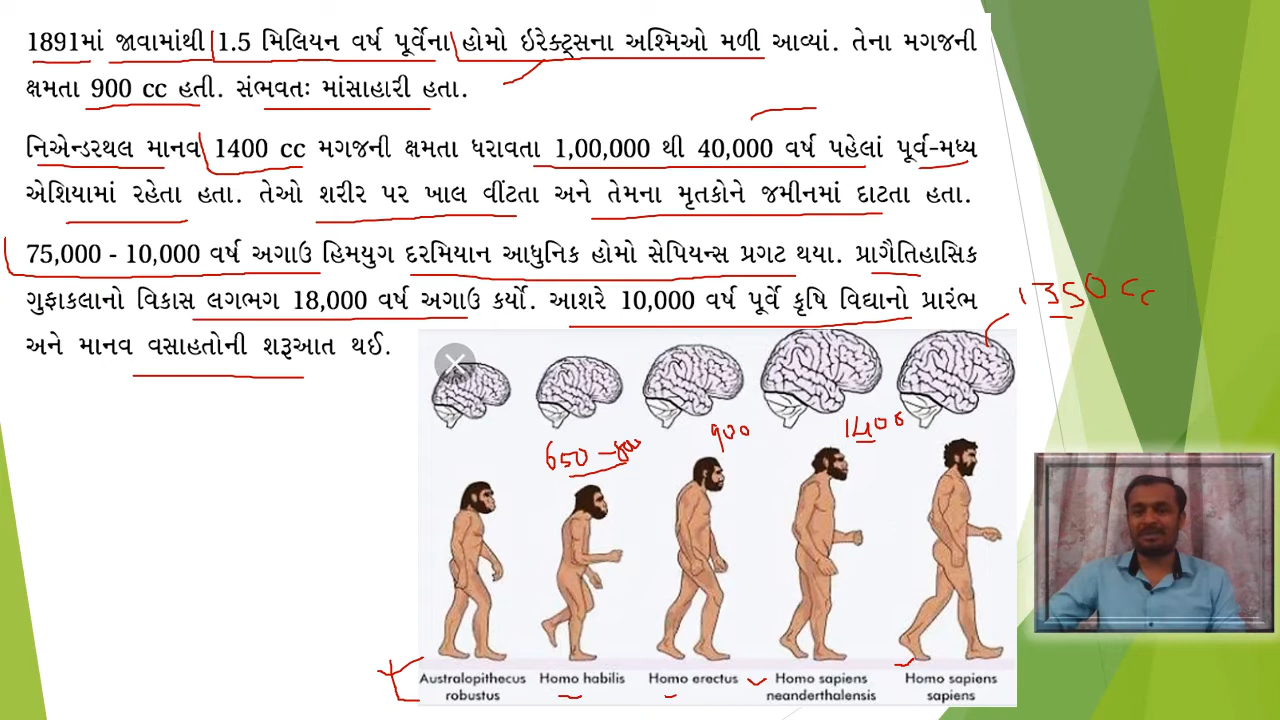 1891માં જાવામાંથી 1.5 મિલિયન વર્ષ પૂર્વેના હોમો ઇરેક્ટ્સના અશ્મિઓ મળી આવ્યાં. તેના મગજની
ક્ષમતા 900 cc હતી. સંભવતઃ માંસાહારી હતા.
નિએન્ડરથલ માનવ 1400 cc મગજની ક્ષમતા ધરાવતા 1,00,000 થી 40,000 વર્ષ પહેલાં પૂર્વ-મધ્ય
એશિયામાં રહેતા હતા. તેઓ શરીર પર ખાલ વીંટતા અને તેમના મૃતકોને જમીનમાં દાટતા હતા.
75,000 - 10,000 વર્ષ અગાઉ હિમયુગ દરમિયાન આધુનિક હોમો સેપિયન્સ પ્રગટ થયા. પ્રાગૈતિહાસિક
ગુફાકલાનો વિકાસ લગભગ 18,000 વર્ષ અગાઉ કર્યો. આશરે 10,000 વર્ષ પૂર્વે કૃષિ વિદ્યાનો પ્રારંભ
અને માનવ વસાહતોની શરૂઆત થઈ.
1350 cc
650 - 800
900
1400
Australopithecus robustus
Homo habilis
Homo erectus
Homo sapiens neanderthalensis
Homo sapiens sapiens